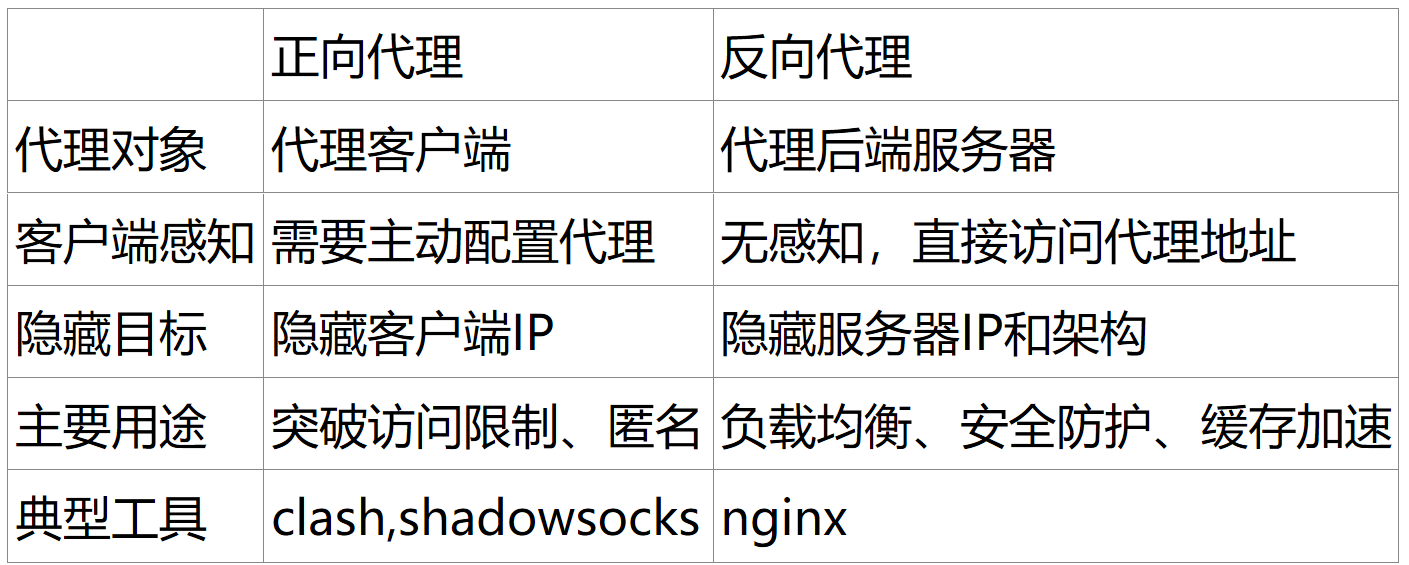 正向代理 反向代理
代理对象 代理客户端 代理后端服务器
客户端感知 需要主动配置代理 无感知，直接访问代理地址
隐藏目标 隐藏客户端IP 隐藏服务器IP和架构
主要用途 突破访问限制、匿名 负载均衡、安全防护、缓存加速
典型工具 clash,shadowsocks nginx